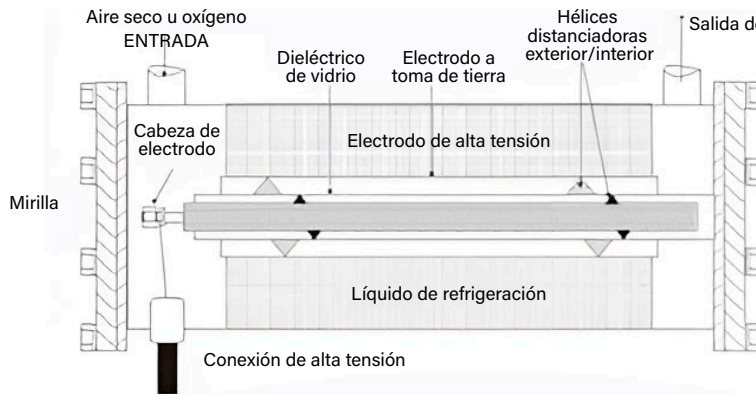 Aire seco u oxígeno
ENTRADA
Hélices
distanciadoras
exterior/interior
Salida de
Dieléctrico
de vidrio
Electrodo a
toma de tierra
Cabeza de
electrodo
Electrodo de alta tensión
Mirilla
Líquido de refrigeración
Conexión de alta tensión